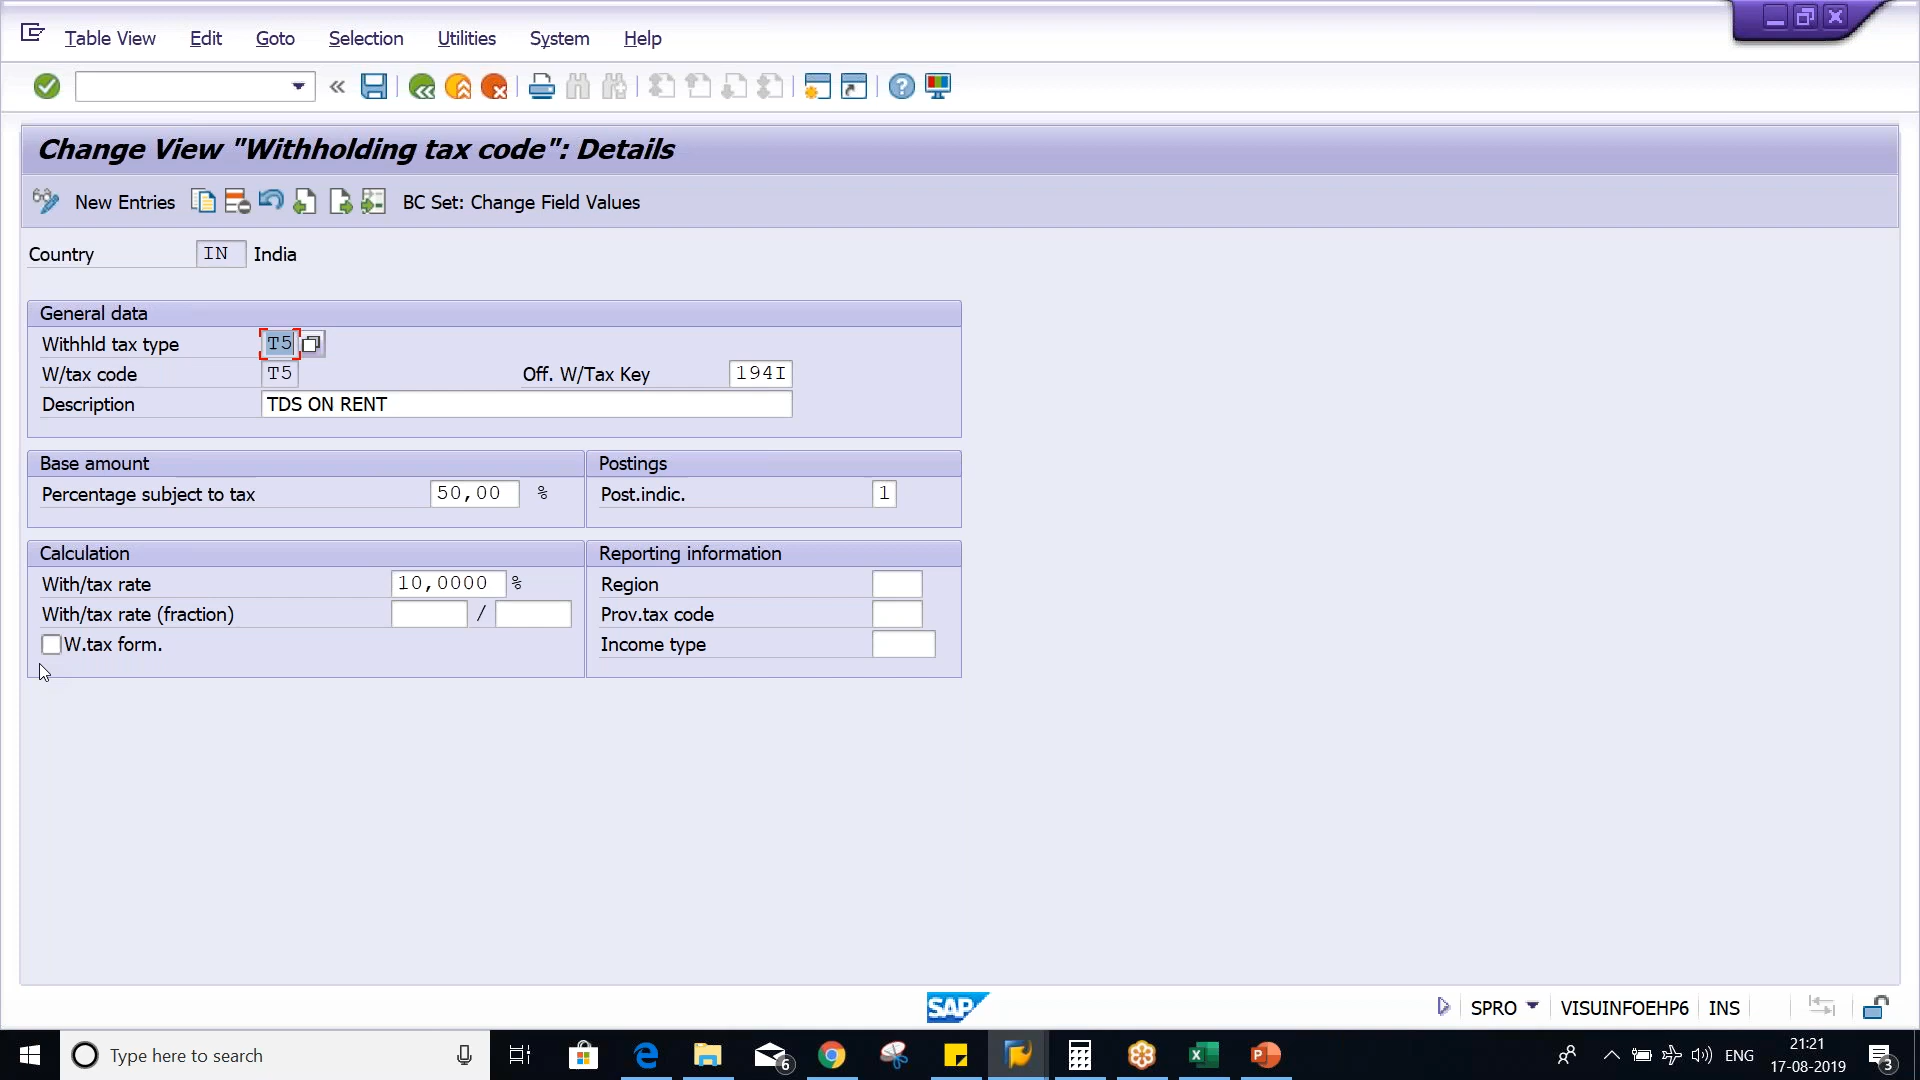 Table View Edit Goto Selection Utilities System Help
Change View "Withholding tax code": Details
New Entries BC Set: Change Field Values
Country IN India
General data
Withhld tax type T5
W/tax code T5 Off. W/Tax Key 194I
Description TDS ON RENT
Base amount Postings
Percentage subject to tax 50,00 % Post.indic. 1
Calculation Reporting information
With/tax rate 10,0000 % Region
With/tax rate (fraction) / Prov.tax code
W.tax form. Income type
SAP SPRO VISUINFOEHP6 INS
Type here to search 6 ENG 21:21
17-08-2019 3